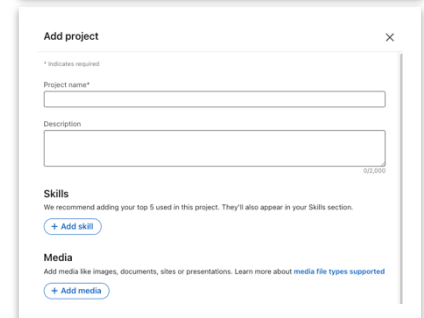 Add project
* Indicates required
Project name*
Description
0/2,000
Skills
We recommend adding your top 5 used in this project. They'll also appear in your Skills section.
+ Add skill
Media
Add media like images, documents, sites or presentations. Learn more about media file types supported
+ Add media